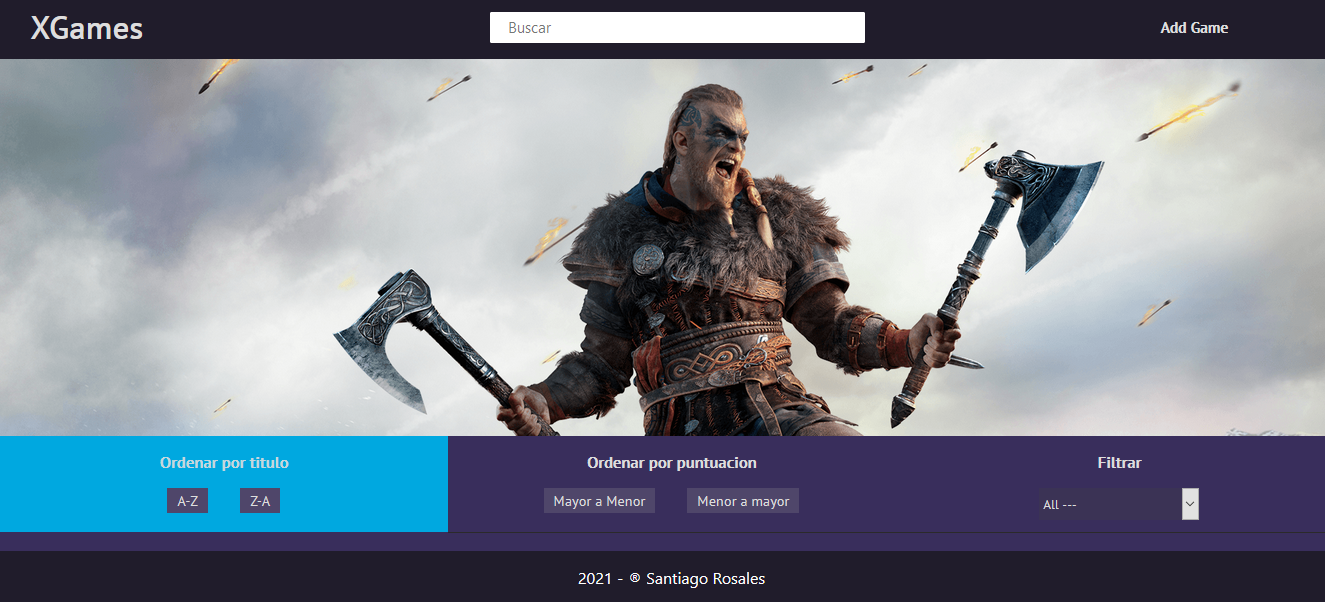 XGames
Buscar
Add Game
Ordenar por titulo
Ordenar por puntuacion
Filtrar
A-Z
Z-A
Mayor a Menor
Menor a mayor
All ---
2021 - ® Santiago Rosales